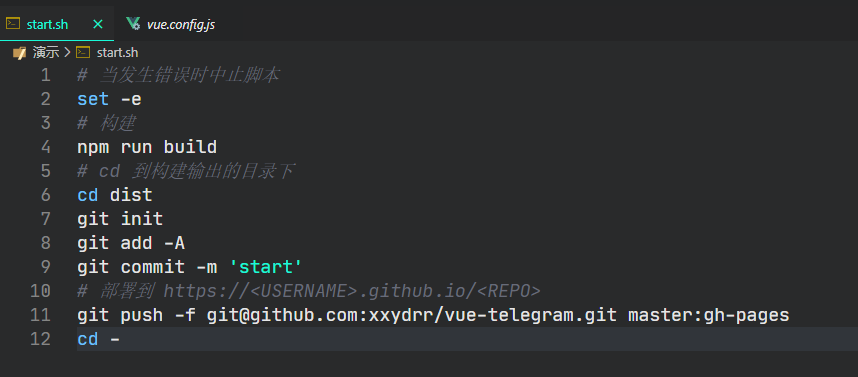 start.sh × vue.config.js
演示 > start.sh
1 # 当发生错误时中止脚本
2 set -e
3 # 构建
4 npm run build
5 # cd 到构建输出的目录下
6 cd dist
7 git init
8 git add -A
9 git commit -m 'start'
10 # 部署到 https://<USERNAME>.github.io/<REPO>
11 git push -f git@github.com:xxydrr/vue-telegram.git master:gh-pages
12 cd -